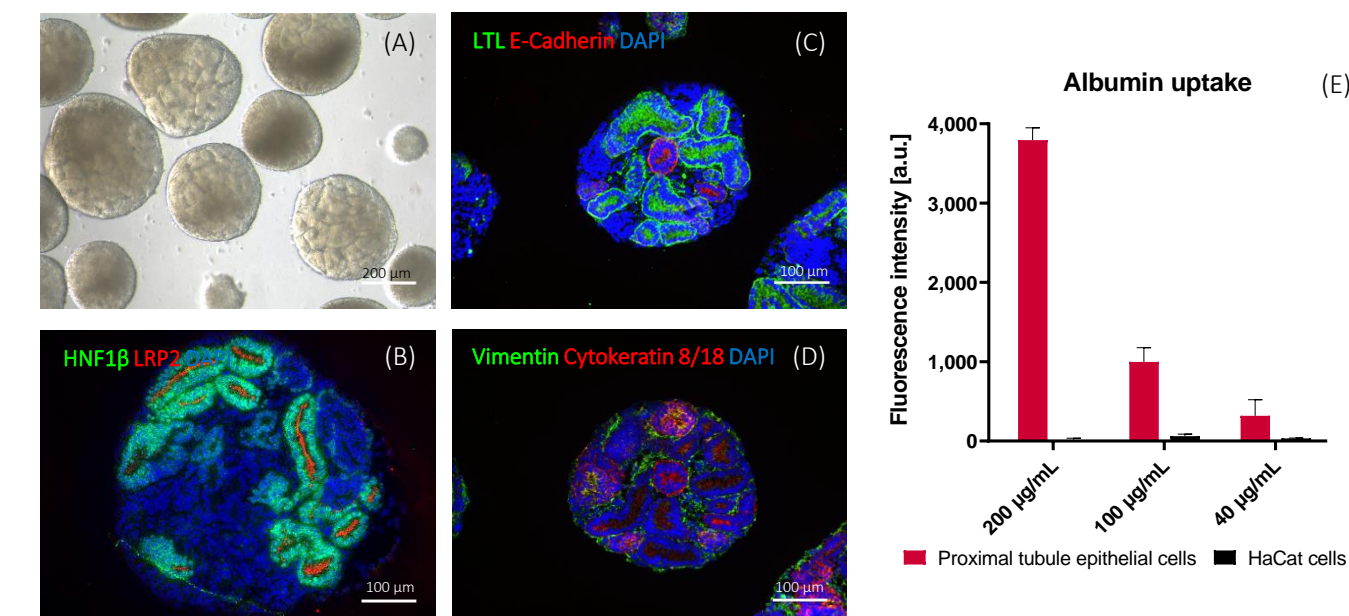 (A)
200 µm
LTL E-Cadherin DAPI (C)
100 µm
HNF1β LRP2 DAPI (B)
100 µm
Vimentin Cytokeratin 8/18 DAPI (D)
100 µm
Albumin uptake (E)
Fluorescence intensity [a.u.]
4,000
3,000
2,000
1,000
0
200 µg/mL
100 µg/mL
40 µg/mL
Proximal tubule epithelial cells HaCat cells